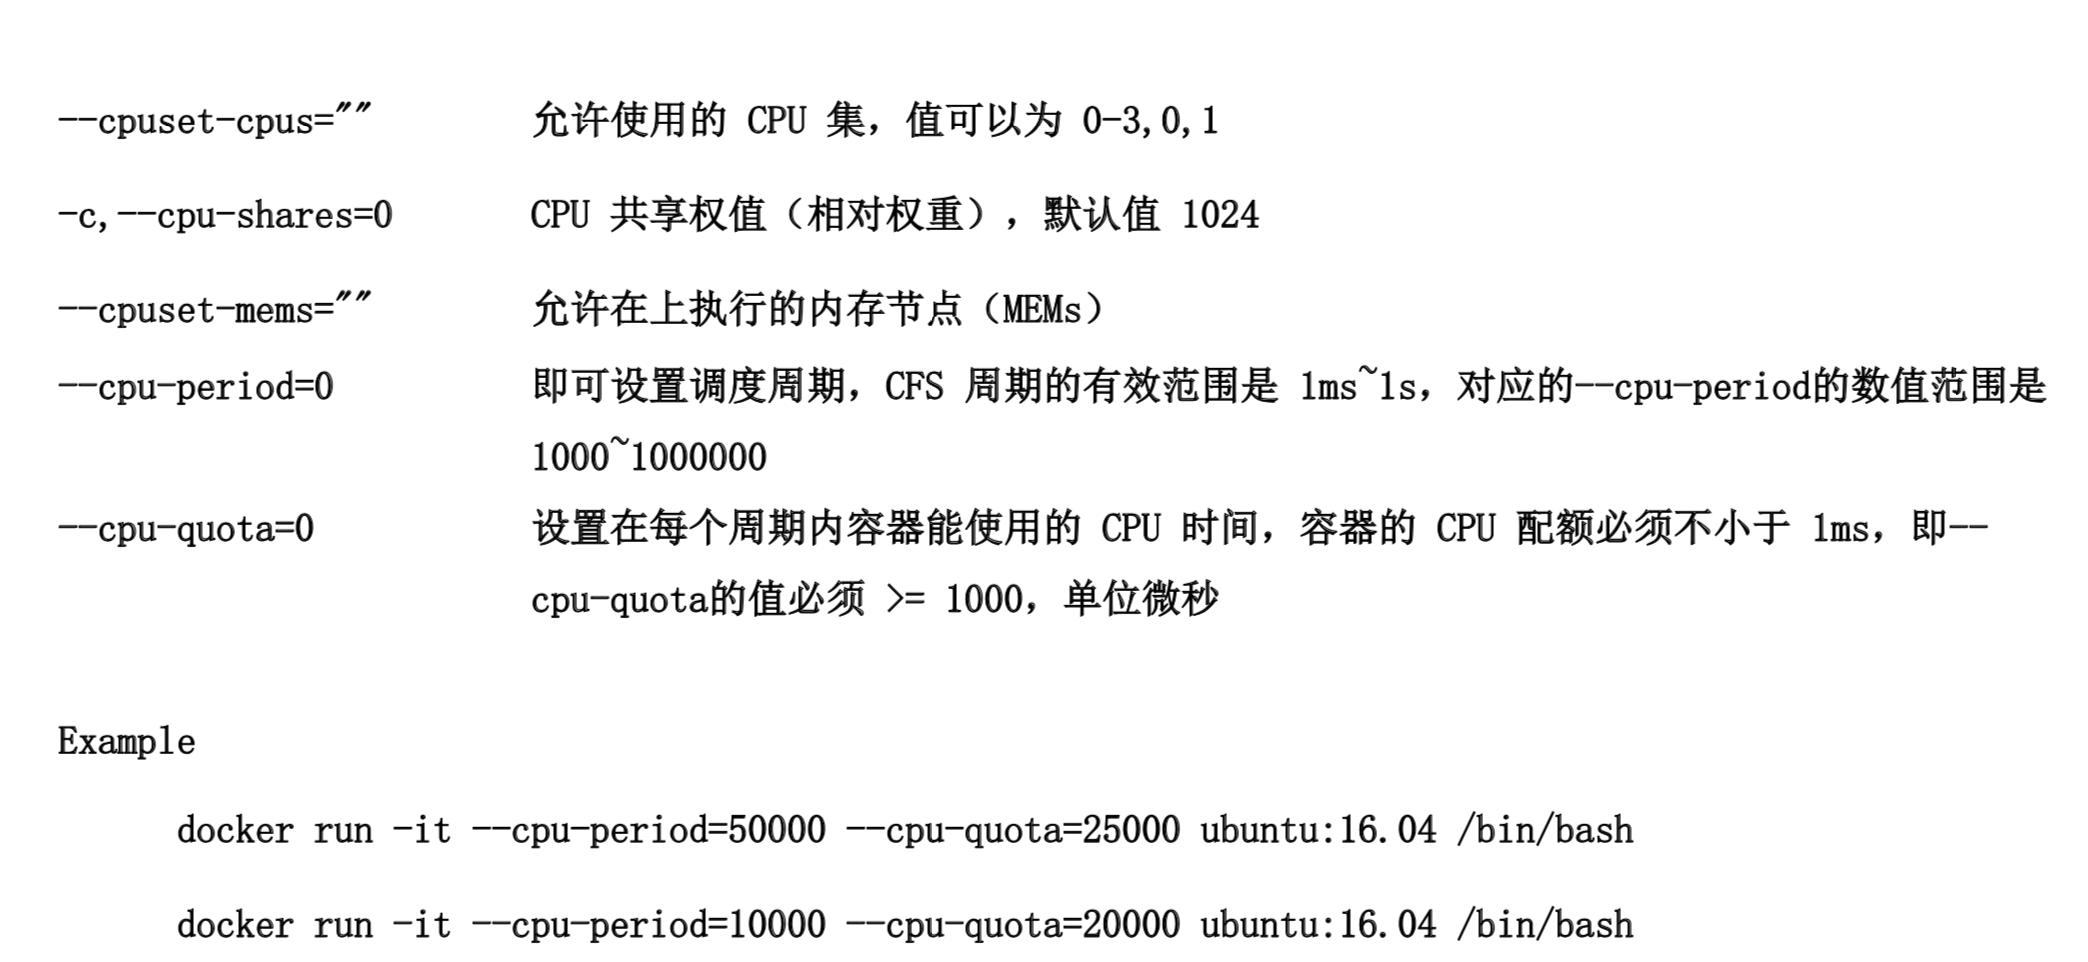 --cpuset-cpus="" 允许使用的 CPU 集，值可以为 0-3,0,1
-c,--cpu-shares=0 CPU 共享权值（相对权重），默认值 1024
--cpuset-mems="" 允许在上执行的内存节点（MEMs）
--cpu-period=0 即可设置调度周期，CFS 周期的有效范围是 1ms~1s，对应的--cpu-period的数值范围是
1000~1000000
--cpu-quota=0 设置在每个周期内容器能使用的 CPU 时间，容器的 CPU 配额必须不小于 1ms，即--
cpu-quota的值必须 >= 1000，单位微秒
Example
docker run -it --cpu-period=50000 --cpu-quota=25000 ubuntu:16.04 /bin/bash
docker run -it --cpu-period=10000 --cpu-quota=20000 ubuntu:16.04 /bin/bash